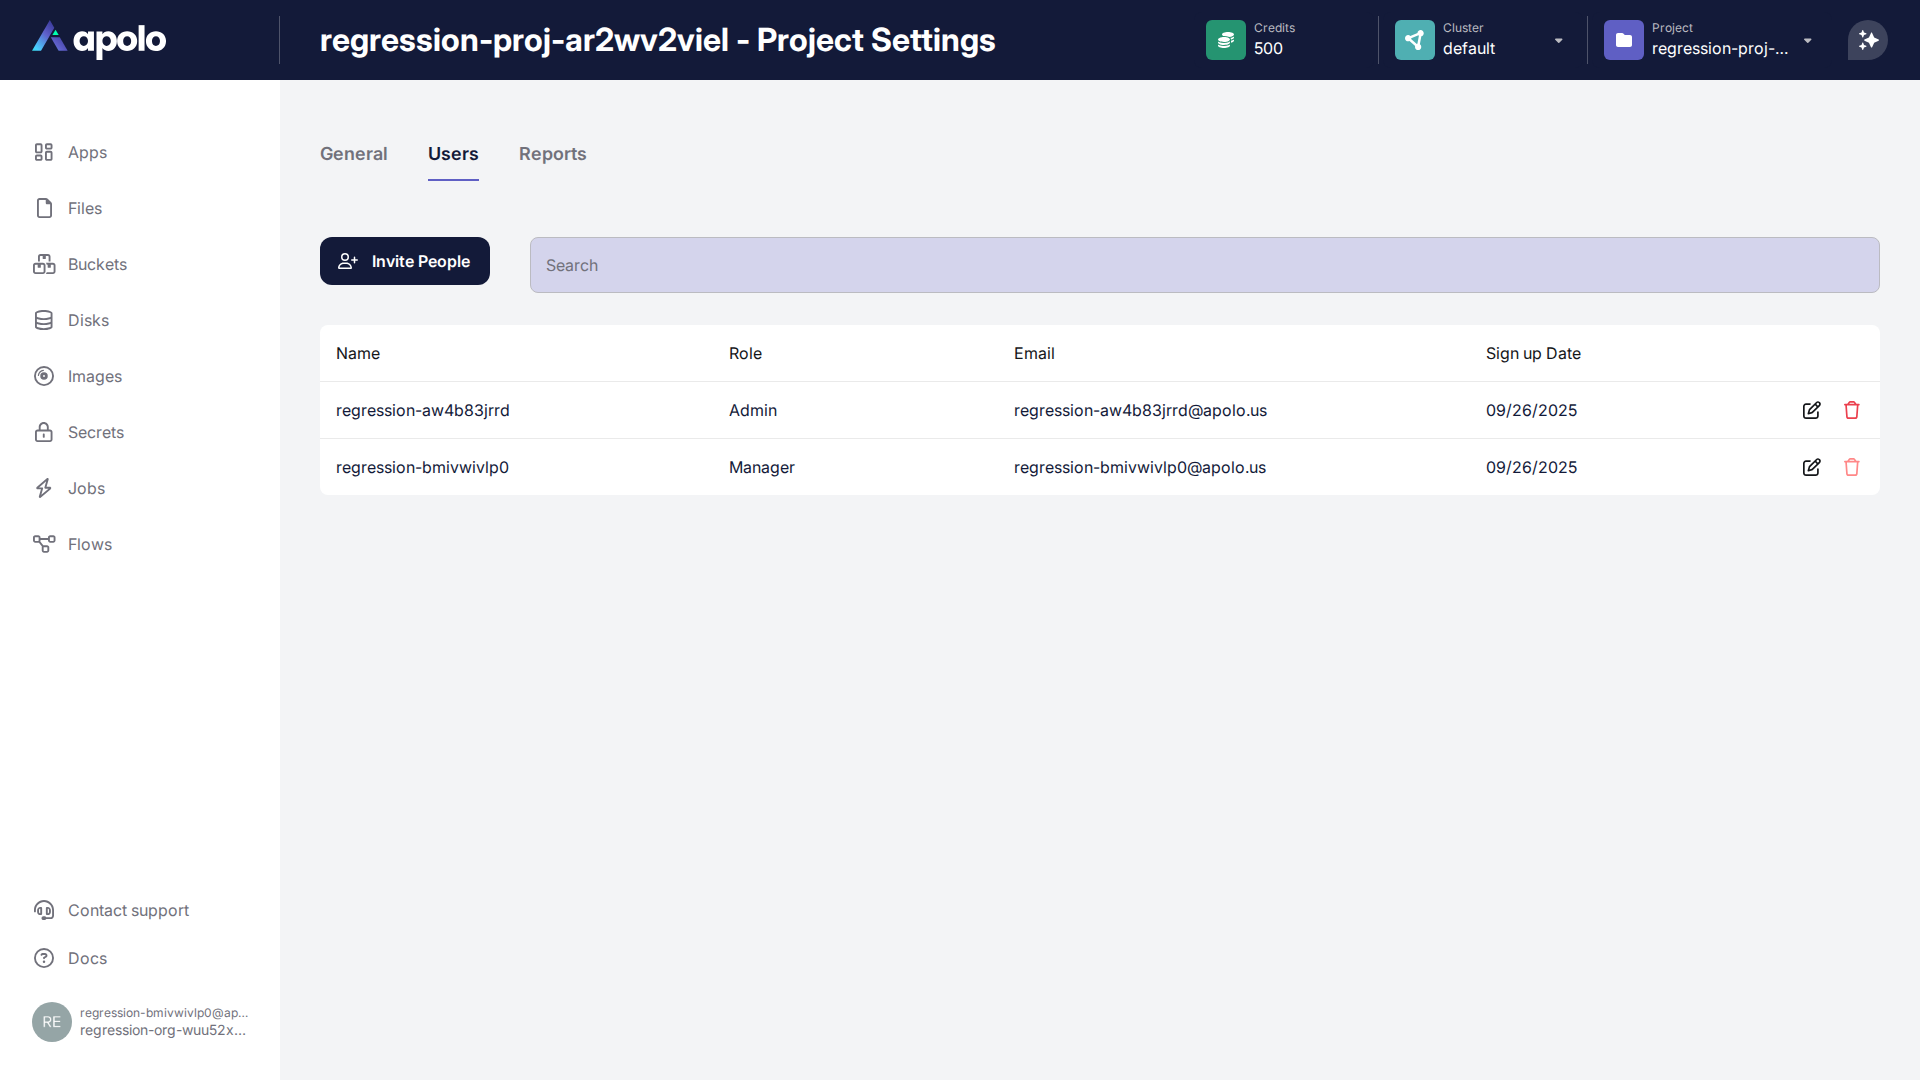 apolo
regression-proj-ar2wv2viel - Project Settings
Credits
500
Cluster
default
Project
regression-proj-...
Apps
Files
Buckets
Disks
Images
Secrets
Jobs
Flows
General Users Reports
Invite People
Search
Name Role Email Sign up Date
regression-aw4b83jrrd Admin regression-aw4b83jrrd@apolo.us 09/26/2025
regression-bmivwivlp0 Manager regression-bmivwivlp0@apolo.us 09/26/2025
Contact support
Docs
RE
regression-bmivwivlp0@ap...
regression-org-wuu52x...